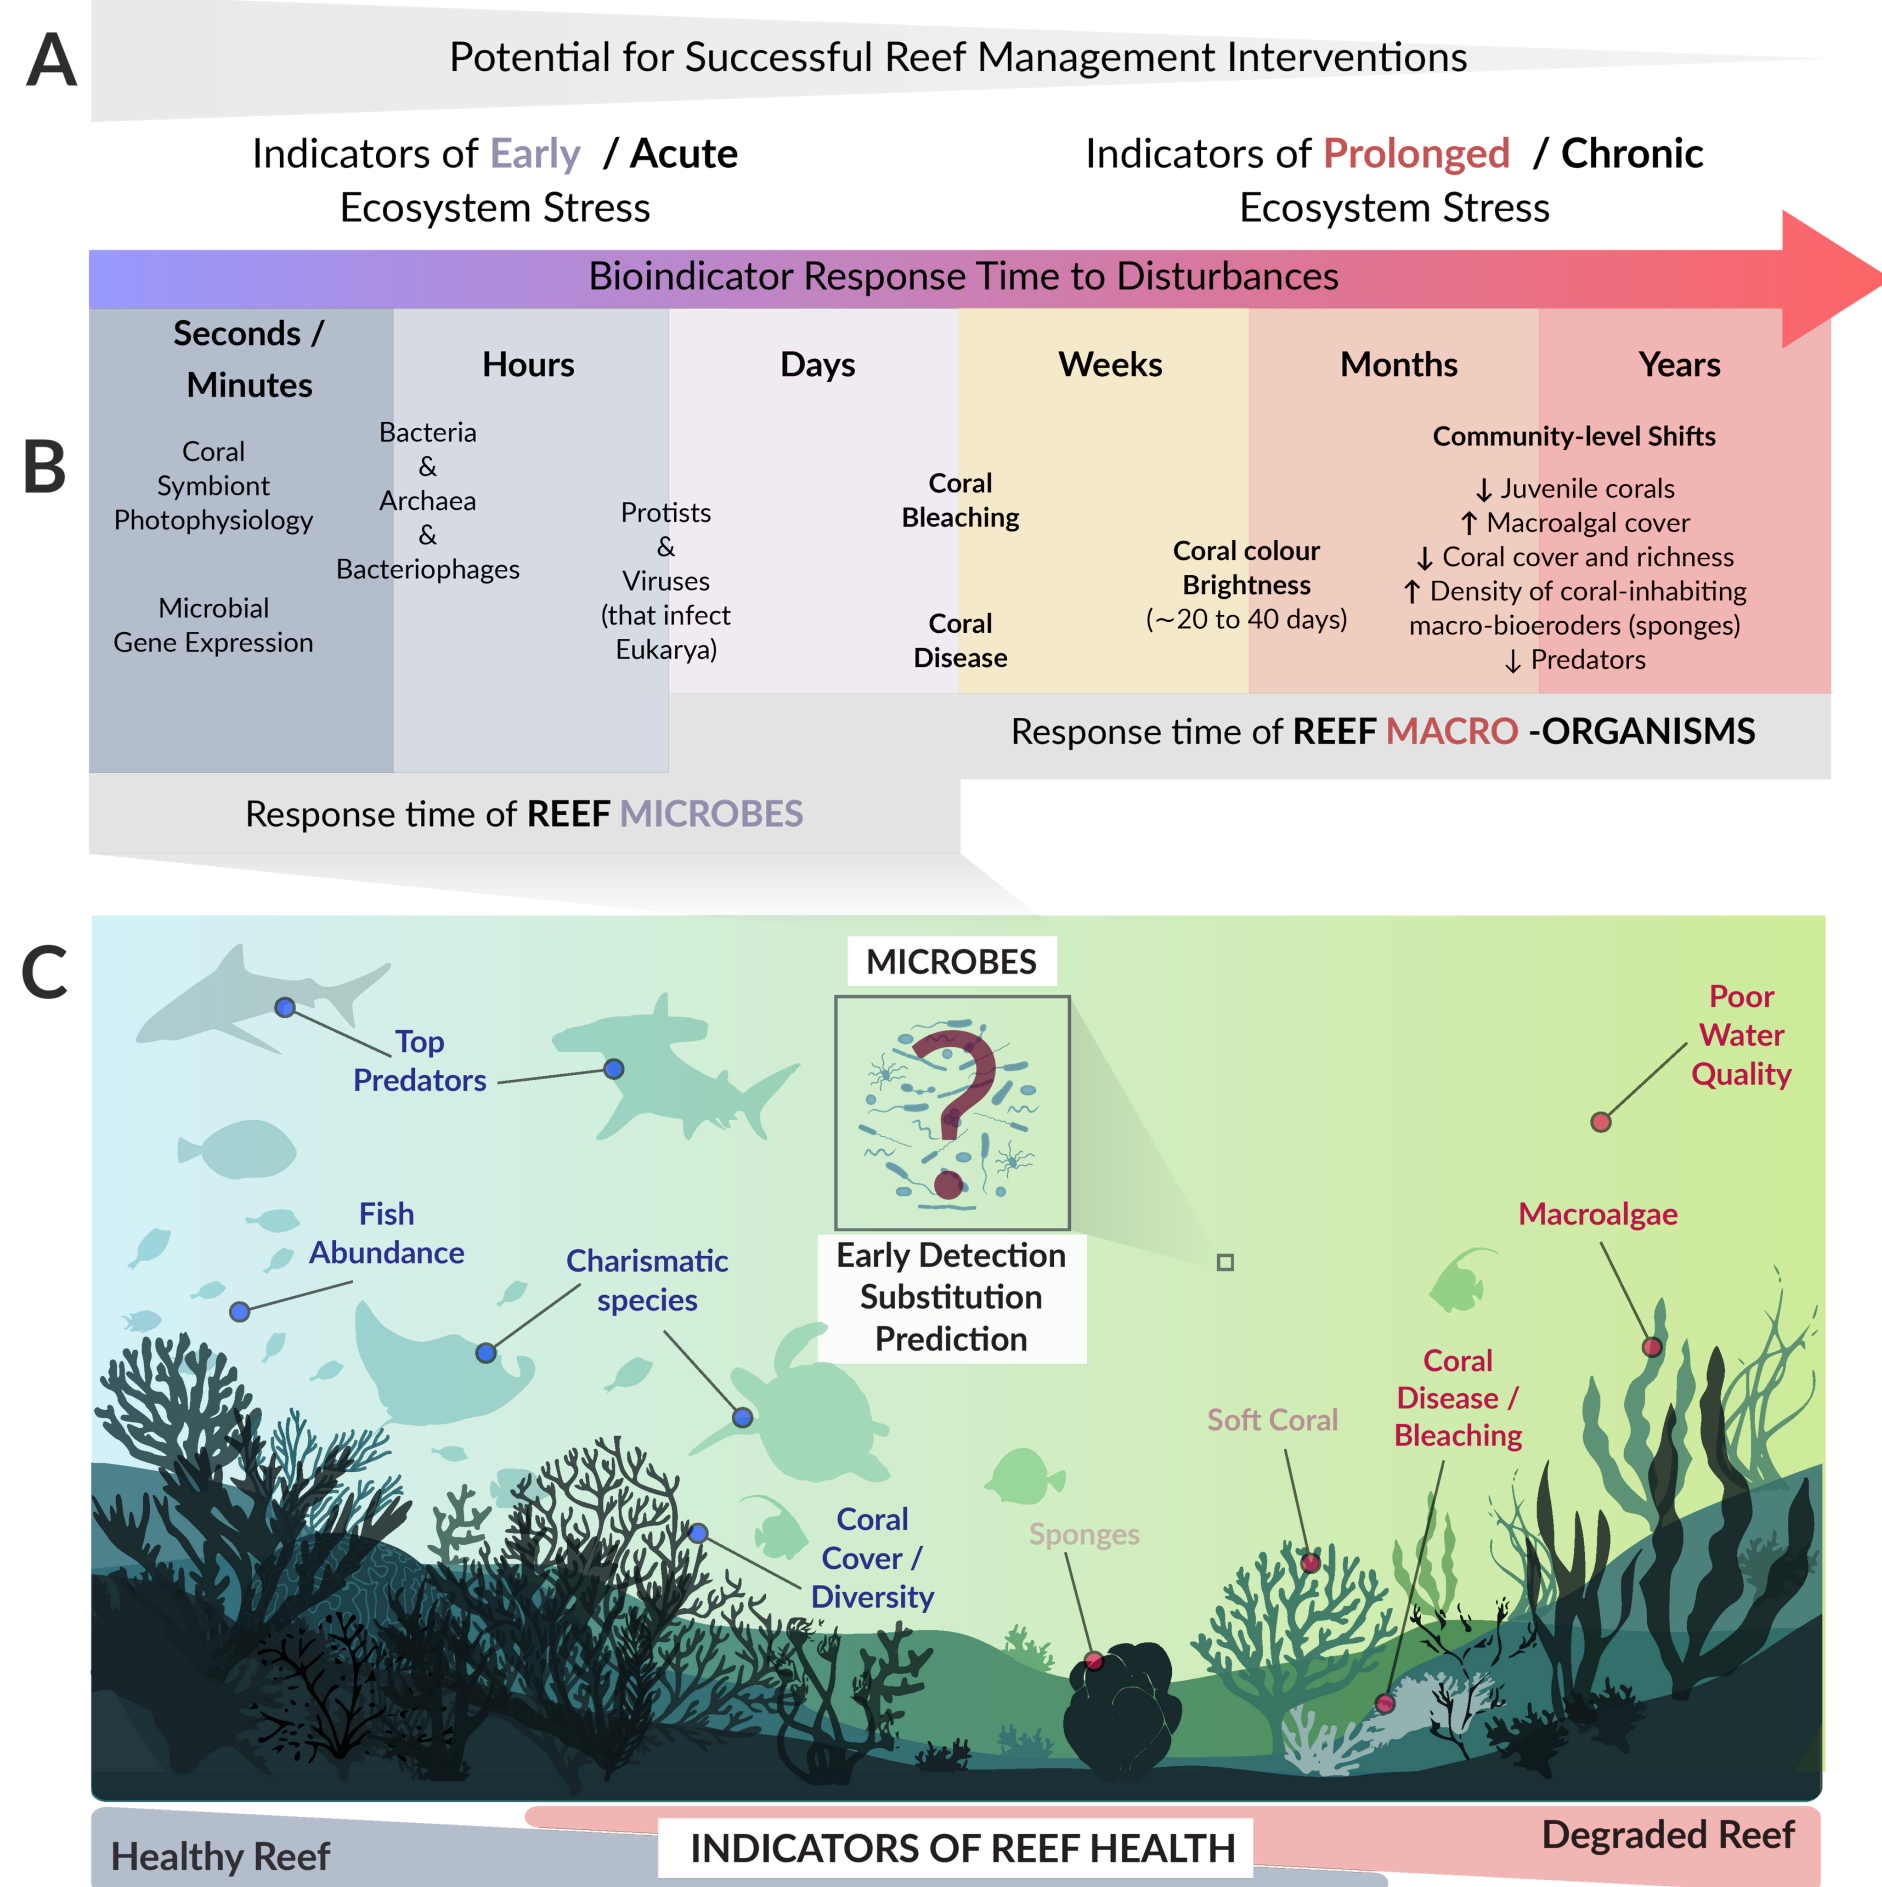 A
Potential for Successful Reef Management Interventions
Indicators of Early / Acute
Ecosystem Stress
Indicators of Prolonged / Chronic
Ecosystem Stress
Bioindicator Response Time to Disturbances
B
Seconds /
Minutes
Hours
Days
Weeks
Months
Years
Coral
Symbiont
Photophysiology
Microbial
Gene Expression
Bacteria
&
Archaea
&
Bacteriophages
Protists
&
Viruses
(that infect
Eukarya)
Coral
Bleaching
Coral
Disease
Coral colour
Brightness
(~20 to 40 days)
Community-level Shifts
↓ Juvenile corals
↑ Macroalgal cover
↓ Coral cover and richness
↑ Density of coral-inhabiting
macro-bioeroders (sponges)
↓ Predators
Response time of REEF MACRO -ORGANISMS
Response time of REEF MICROBES
C
MICROBES
?
Early Detection
Substitution
Prediction
Top
Predators
Fish
Abundance
Charismatic
species
Coral
Cover /
Diversity
Sponges
Soft Coral
Coral
Disease /
Bleaching
Macroalgae
Poor
Water
Quality
Healthy Reef
INDICATORS OF REEF HEALTH
Degraded Reef